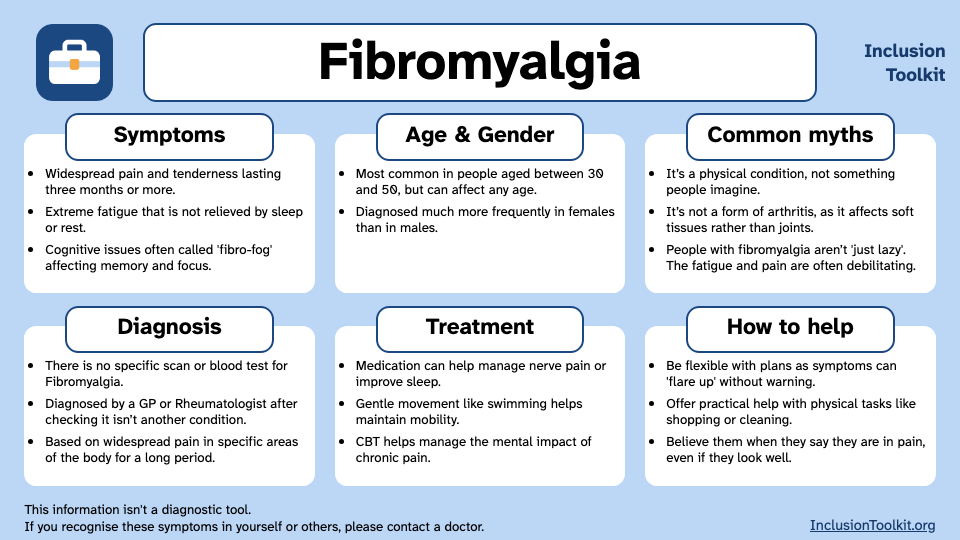 Fibromyalgia
Inclusion
Toolkit
Symptoms
• Widespread pain and tenderness lasting
three months or more.
• Extreme fatigue that is not relieved by sleep
or rest.
• Cognitive issues often called 'fibro-fog'
affecting memory and focus.
Age & Gender
• Most common in people aged between 30
and 50, but can affect any age.
• Diagnosed much more frequently in females
than in males.
Common myths
• It's a physical condition, not something
people imagine.
• It's not a form of arthritis, as it affects soft
tissues rather than joints.
• People with fibromyalgia aren't 'just lazy'.
The fatigue and pain are often debilitating.
Diagnosis
• There is no specific scan or blood test for
Fibromyalgia.
• Diagnosed by a GP or Rheumatologist after
checking it isn't another condition.
• Based on widespread pain in specific areas
of the body for a long period.
Treatment
• Medication can help manage nerve pain or
improve sleep.
• Gentle movement like swimming helps
maintain mobility.
• CBT helps manage the mental impact of
chronic pain.
How to help
• Be flexible with plans as symptoms can
'flare up' without warning.
• Offer practical help with physical tasks like
shopping or cleaning.
• Believe them when they say they are in pain,
even if they look well.
This information isn't a diagnostic tool.
If you recognise these symptoms in yourself or others, please contact a doctor.
InclusionToolkit.org